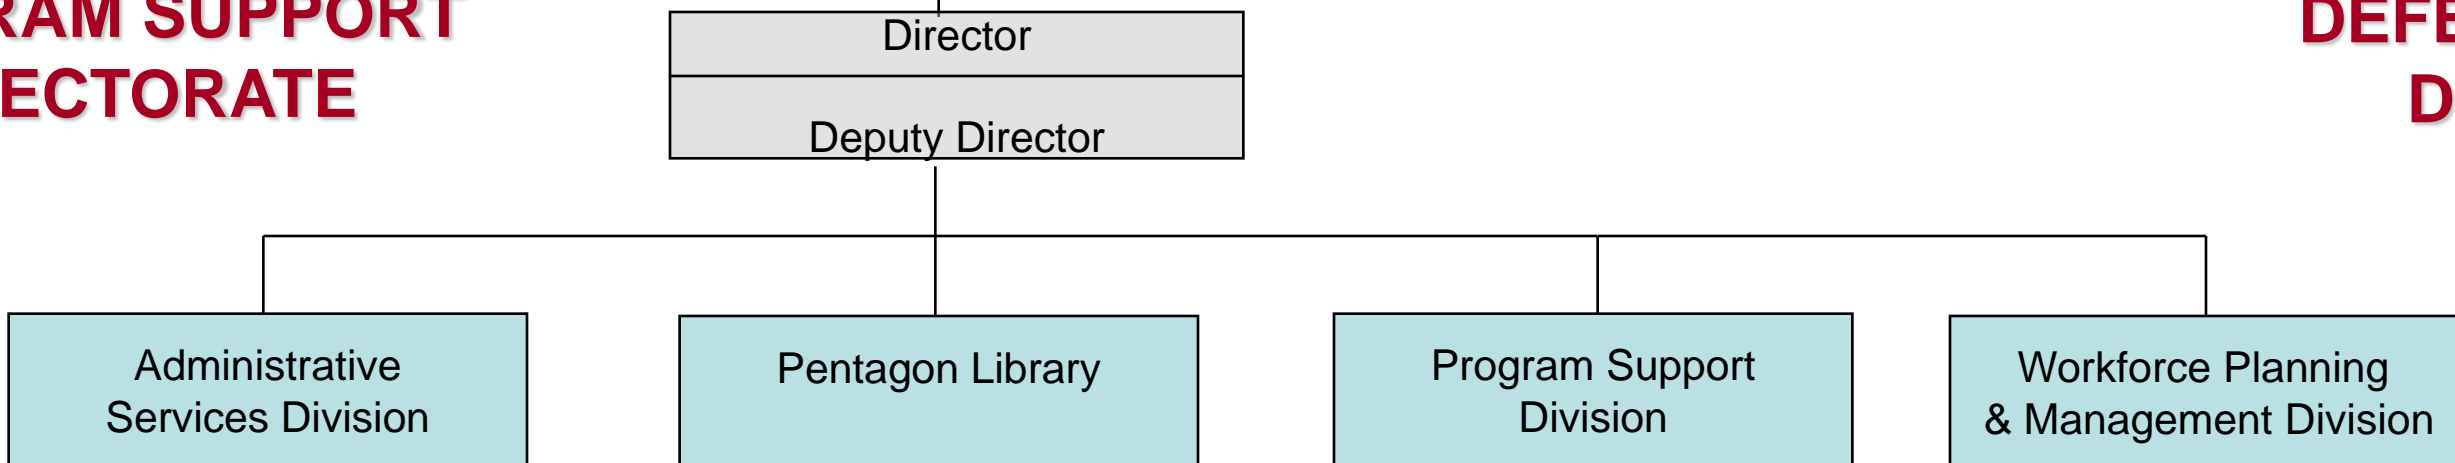 RAM SUPPORT
ECTORATE
Director
Deputy Director
DEFE
D
Administrative
Services Division
Pentagon Library
Program Support
Division
Workforce Planning
& Management Division